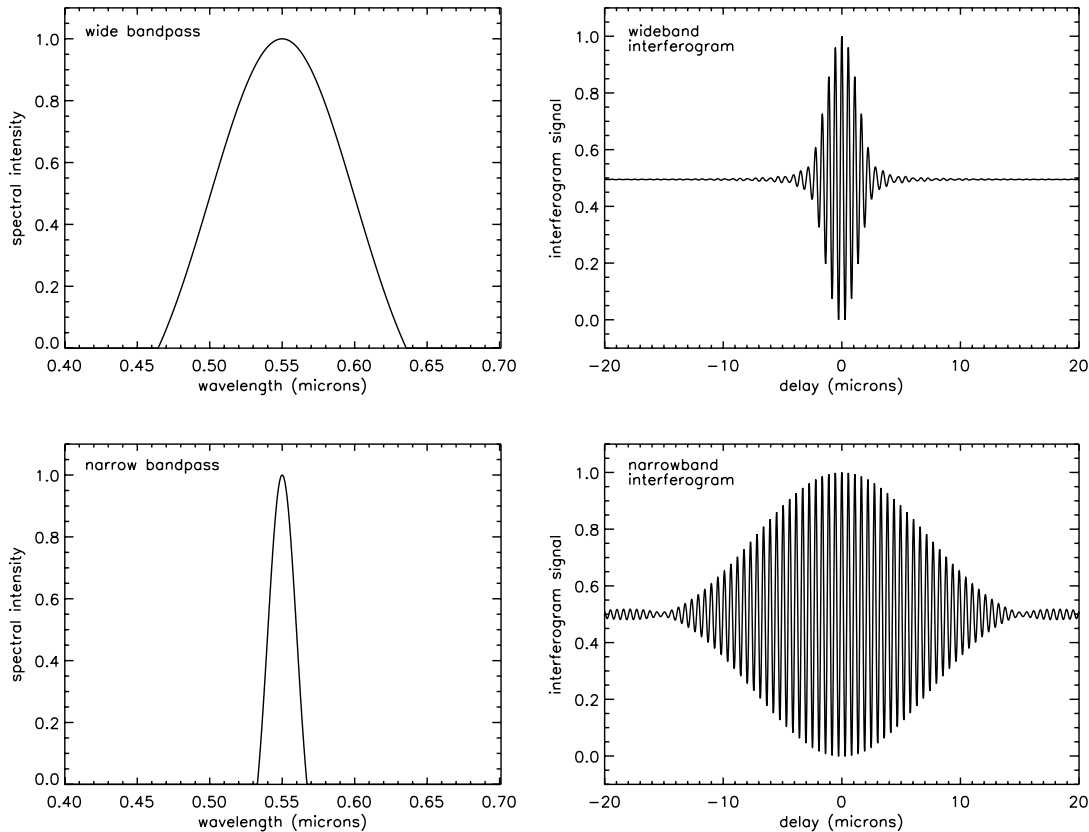 wide bandpass
spectral intensity
1.0
0.8
0.6
0.4
0.2
0.0
0.40 0.45 0.50 0.55 0.60 0.65 0.70
wavelength (microns)
wideband
interferogram
interferogram signal
1.0
0.8
0.6
0.4
0.2
0.0
−20 −10 0 10 20
delay (microns)
narrow bandpass
spectral intensity
1.0
0.8
0.6
0.4
0.2
0.0
0.40 0.45 0.50 0.55 0.60 0.65 0.70
wavelength (microns)
narrowband
interferogram
interferogram signal
1.0
0.8
0.6
0.4
0.2
0.0
−20 −10 0 10 20
delay (microns)